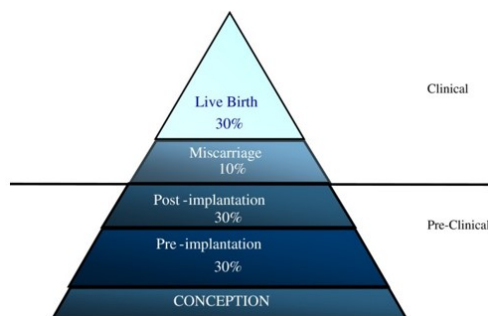 Live Birth
30%
Clinical
Miscarriage
10%
Post -implantation
30%
Pre-Clinical
Pre -implantation
30%
CONCEPTION